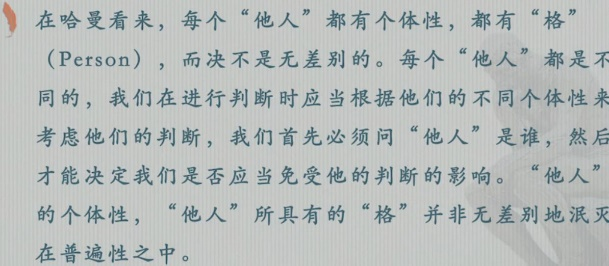 在哈曼看来，每个“他人”都有个体性，都有“格”
（Person），而决不是无差别的。每个“他人”都是不
同的，我们在进行判断时应当根据他们的不同个体性来
考虑他们的判断，我们首先必须问“他人”是谁，然后
才能决定我们是否应当免受他的判断的影响。“他人”
的个体性，“他人”所具有的“格”并非无差别地泯灭
在普遍性之中。